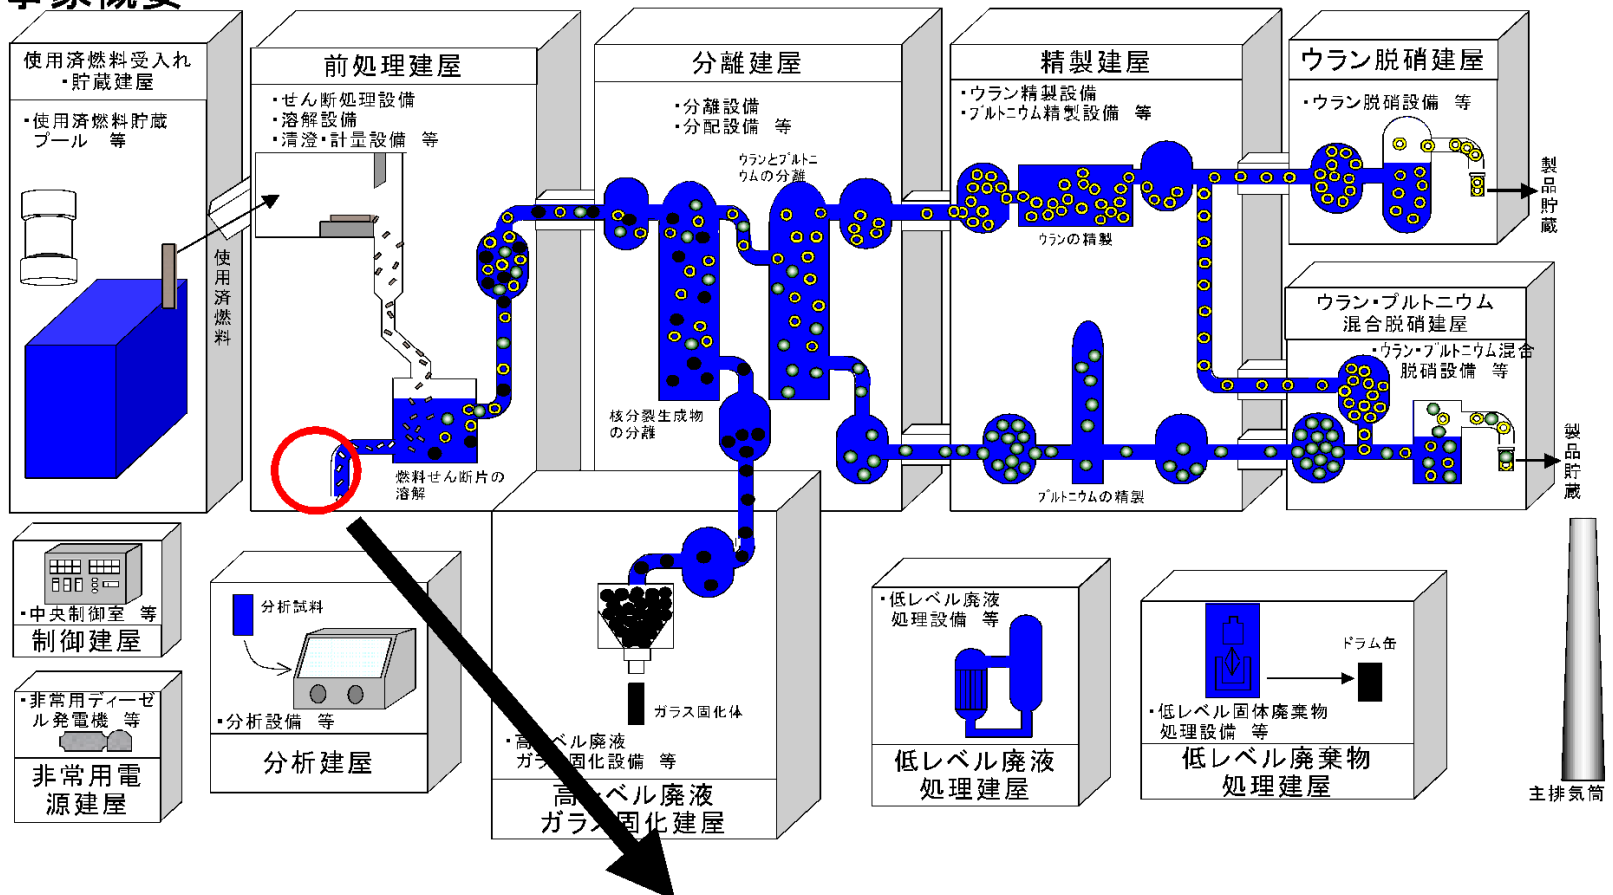 事象概要
使用済燃料受入れ
・貯蔵建屋
・使用済燃料貯蔵
プール 等
使用済燃料
前処理建屋
・せん断処理設備
・溶解設備
・清澄・計量設備 等
燃料せん断片の
溶解
分離建屋
・分離設備
・分配設備 等
ウランとプルトニ
ウムの分離
核分裂生成物
の分離
精製建屋
・ウラン精製設備
・プルトニウム精製設備 等
ウランの精製
プルトニウムの精製
ウラン脱硝建屋
・ウラン脱硝設備 等
製品貯蔵
ウラン・プルトニウム
混合脱硝建屋
・ウラン・プルトニウム混合
脱硝設備 等
製品貯蔵
・中央制御室 等
制御建屋
・非常用ディーゼ
ル発電機 等
非常用電
源建屋
分析試料
・分析設備 等
分析建屋
ガラス固化体
・高レベル廃液
ガラス固化設備 等
高レベル廃液
ガラス固化建屋
・低レベル廃液
処理設備 等
低レベル廃液
処理建屋
ドラム缶
・低レベル固体廃棄物
処理設備 等
低レベル廃棄物
処理建屋
主排気筒